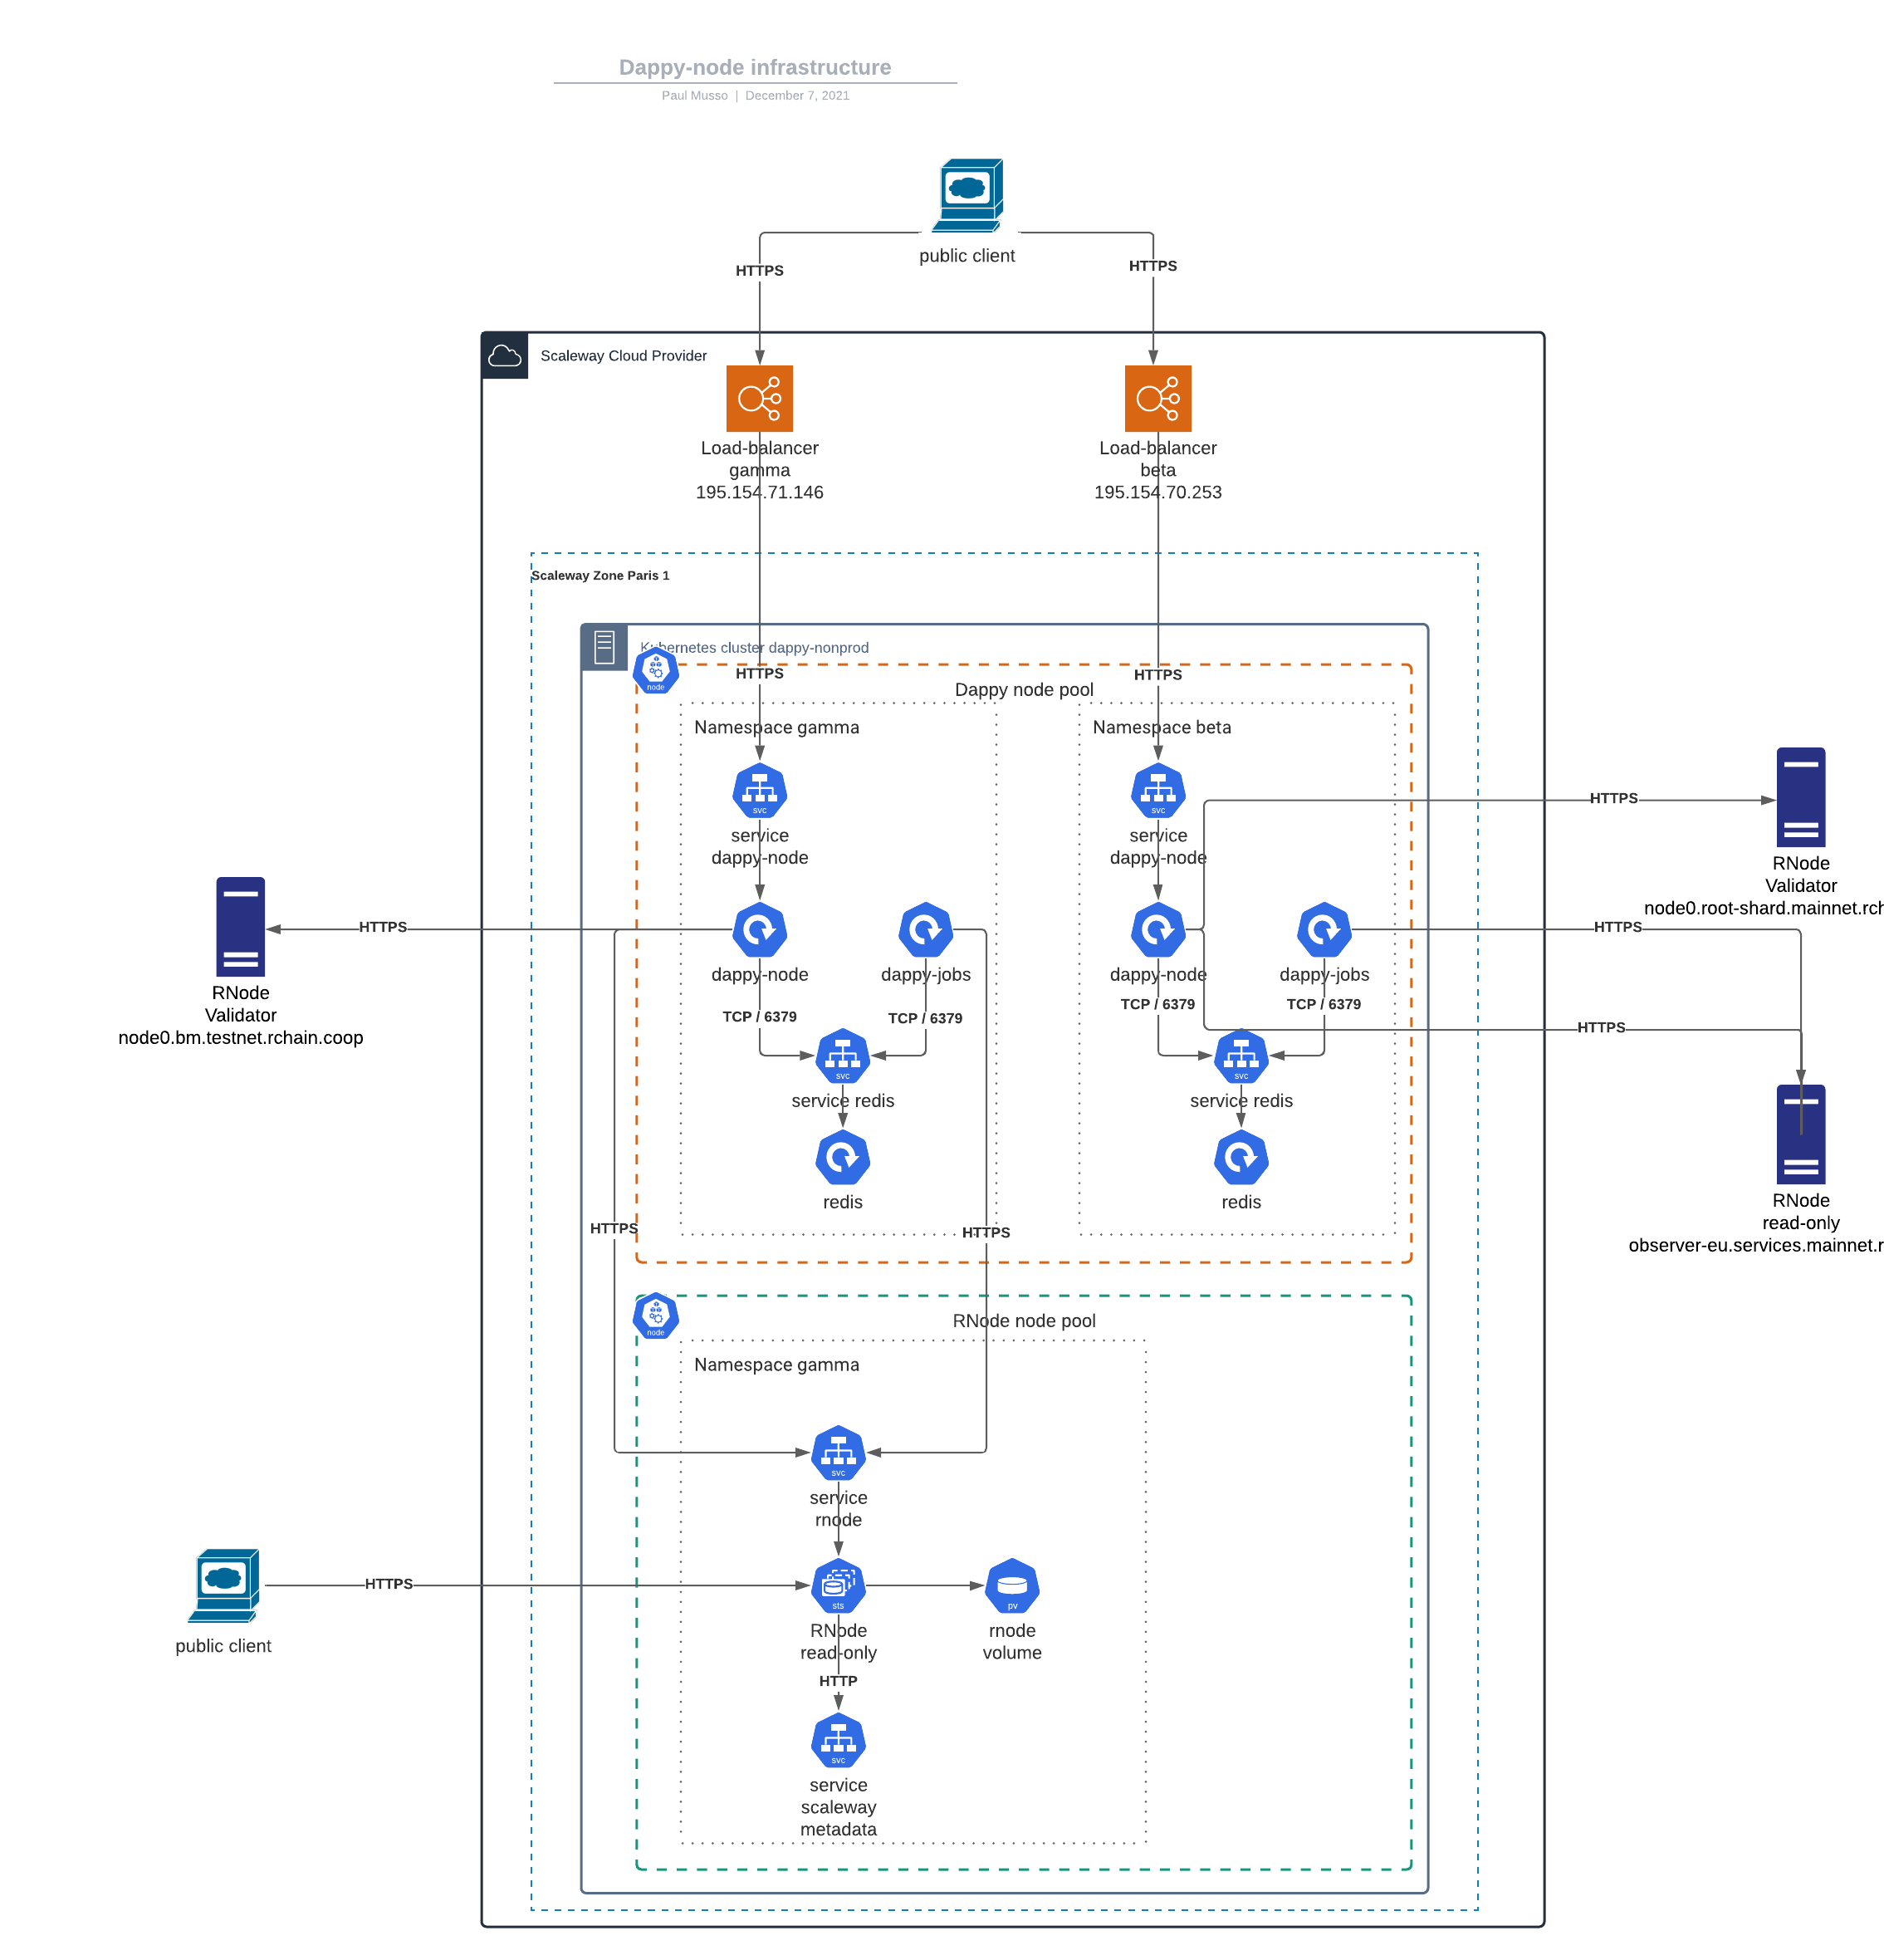 Dappy-node infrastructure
Paul Musso | December 7, 2021
public client
HTTPS
HTTPS
Scaleway Cloud Provider
Load-balancer
gamma
195.154.71.146
Load-balancer
beta
195.154.70.253
Scaleway Zone Paris 1
Kubernetes cluster dappy-nonprod
node
HTTPS
HTTPS
Dappy node pool
Namespace gamma
Namespace beta
svc
service
dappy-node
svc
service
dappy-node
HTTPS
RNode
Validator
node0.root-shard.mainnet.rch
HTTPS
HTTPS
RNode
Validator
node0.bm.testnet.rchain.coop
dappy-node
dappy-jobs
dappy-node
dappy-jobs
TCP / 6379
TCP / 6379
TCP / 6379
TCP / 6379
HTTPS
svc
service redis
svc
service redis
redis
redis
RNode
read-only
observer-eu.services.mainnet.r
HTTPS
HTTPS
node
RNode node pool
Namespace gamma
svc
service
rnode
HTTPS
public client
sts
RNode
read-only
pv
rnode
volume
HTTP
svc
service
scaleway
metadata